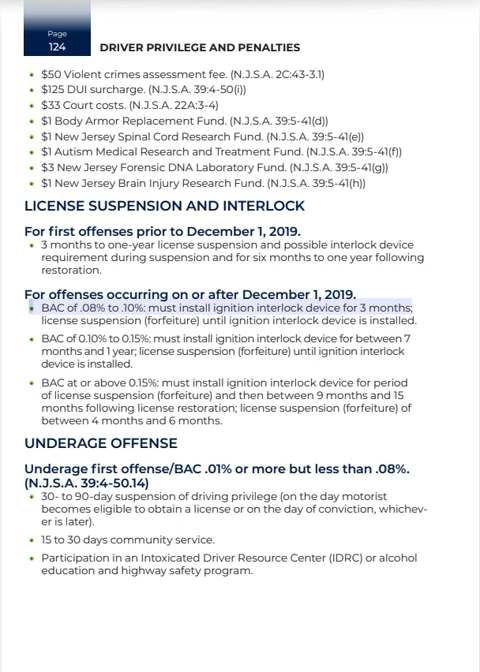 Page
124
DRIVER PRIVILEGE AND PENALTIES
• $50 Violent crimes assessment fee. (N.J.S.A. 2C:43-3.1)
• $125 DUI surcharge. (N.J.S.A. 39:4-50(i))
• $33 Court costs. (N.J.S.A. 22A:3-4)
• $1 Body Armor Replacement Fund. (N.J.S.A. 39:5-41(d))
• $1 New Jersey Spinal Cord Research Fund. (N.J.S.A. 39:5-41(e))
• $1 Autism Medical Research and Treatment Fund. (N.J.S.A. 39:5-41(f))
• $3 New Jersey Forensic DNA Laboratory Fund. (N.J.S.A. 39:5-41(g))
• $1 New Jersey Brain Injury Research Fund. (N.J.S.A. 39:5-41(h))
LICENSE SUSPENSION AND INTERLOCK
For first offenses prior to December 1, 2019.
• 3 months to one-year license suspension and possible interlock device
requirement during suspension and for six months to one year following
restoration.
For offenses occurring on or after December 1, 2019.
• BAC of .08% to .10%: must install ignition interlock device for 3 months;
license suspension (forfeiture) until ignition interlock device is installed.
• BAC of 0.10% to 0.15%: must install ignition interlock device for between 7
months and 1 year; license suspension (forfeiture) until ignition interlock
device is installed.
• BAC at or above 0.15%: must install ignition interlock device for period
of license suspension (forfeiture) and then between 9 months and 15
months following license restoration; license suspension (forfeiture) of
between 4 months and 6 months.
UNDERAGE OFFENSE
Underage first offense/BAC .01% or more but less than .08%.
(N.J.S.A. 39:4-50.14)
• 30- to 90-day suspension of driving privilege (on the day motorist
becomes eligible to obtain a license or on the day of conviction, whichev-
er is later).
• 15 to 30 days community service.
• Participation in an Intoxicated Driver Resource Center (IDRC) or alcohol
education and highway safety program.